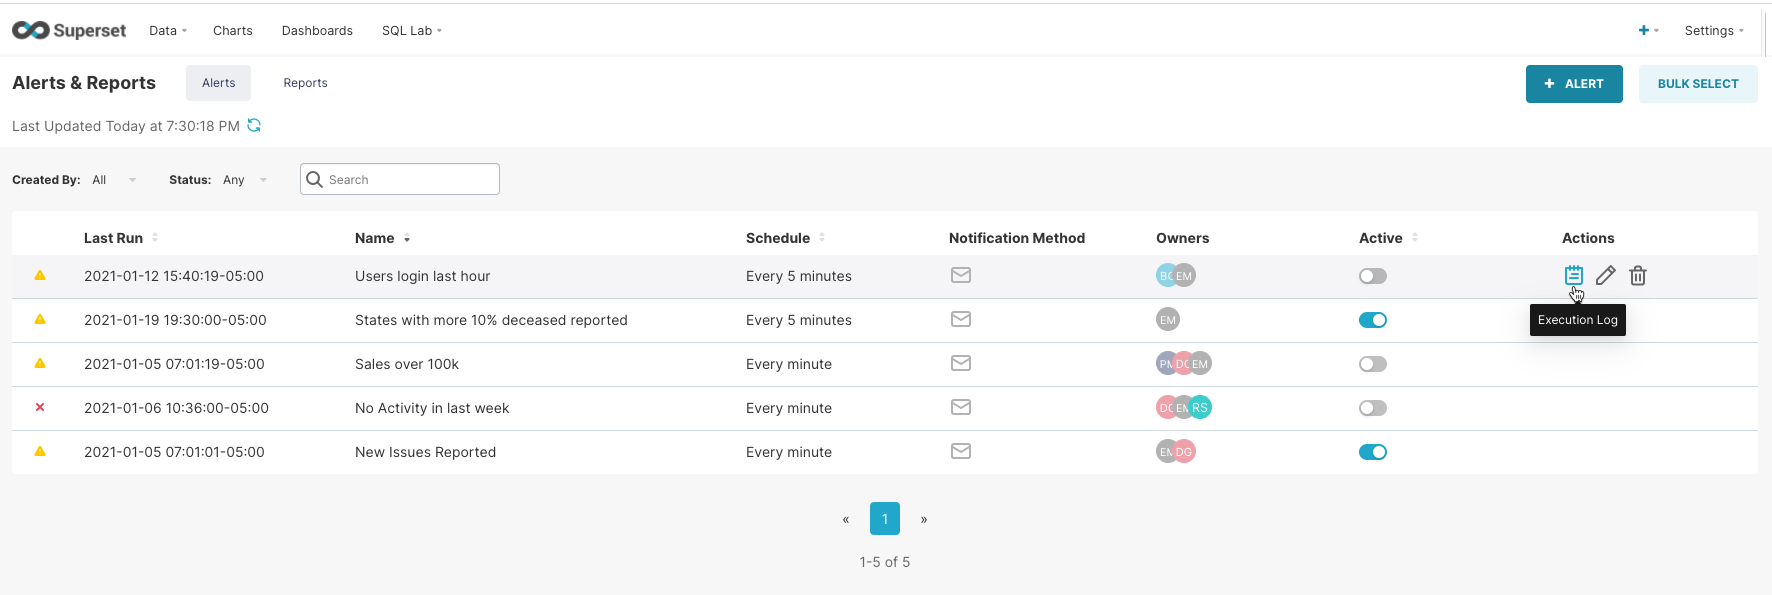 Superset Data Charts Dashboards SQL Lab + Settings
Alerts & Reports Alerts Reports + ALERT BULK SELECT
Last Updated Today at 7:30:18 PM
Created By: All Status: Any Search
Last Run Name Schedule Notification Method Owners Active Actions
2021-01-12 15:40:19-05:00 Users login last hour Every 5 minutes EM
2021-01-19 19:30:00-05:00 States with more 10% deceased reported Every 5 minutes EM Execution Log
2021-01-05 07:01:19-05:00 Sales over 100k Every minute EM
2021-01-06 10:36:00-05:00 No Activity in last week Every minute RS
2021-01-05 07:01:01-05:00 New Issues Reported Every minute DG
« 1 »
1-5 of 5